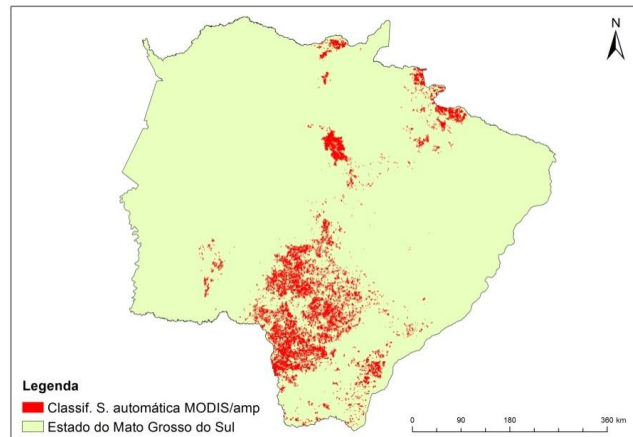 N
Legenda
Classif. S. automática MODIS/amp
Estado do Mato Grosso do Sul
0 90 180 360 km